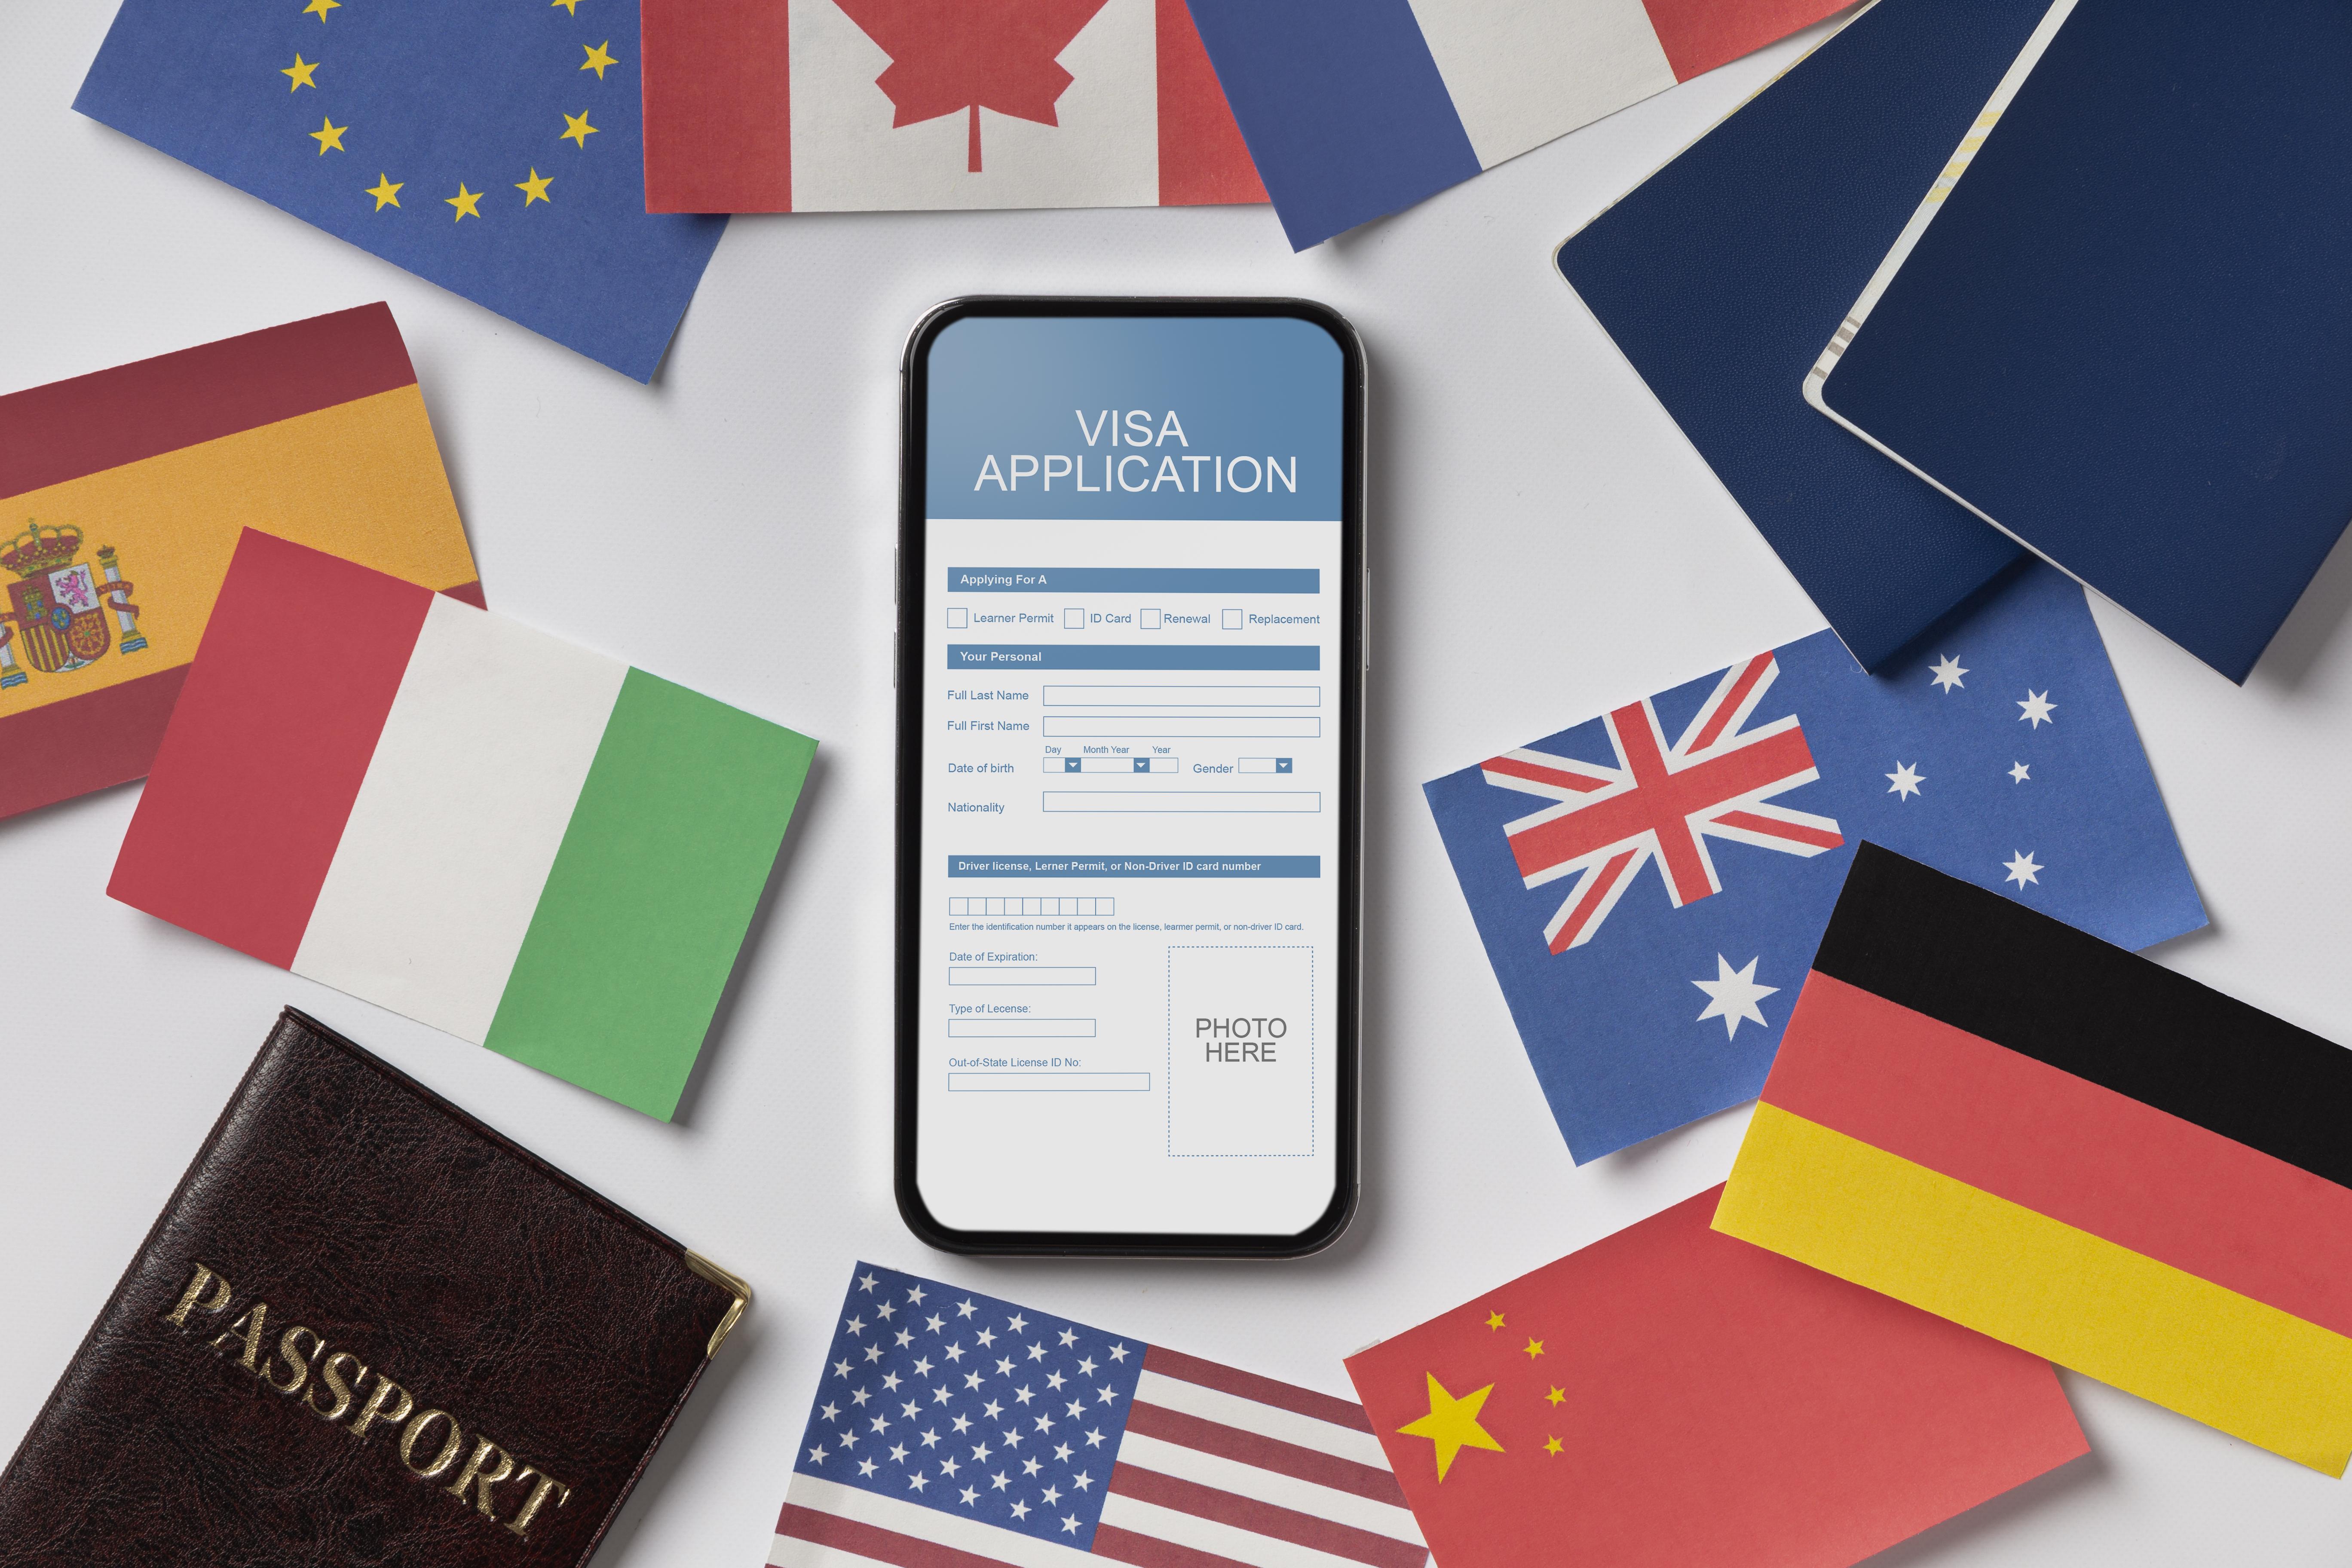 VISA
APPLICATION
Applying For A
Learner Permit ID Card Renewal Replacement
Your Personal
Full Last Name
Full First Name
Day Month Year Year
Date of birth Gender
Nationality
Driver license, Lerner Permit, or Non-Driver ID card number
Enter the identification number it appears on the license, learmer permit, or non-driver ID card.
Date of Expiration:
Type of Lecense:
Out-of-State License ID No:
PHOTO
HERE
PASSPORT